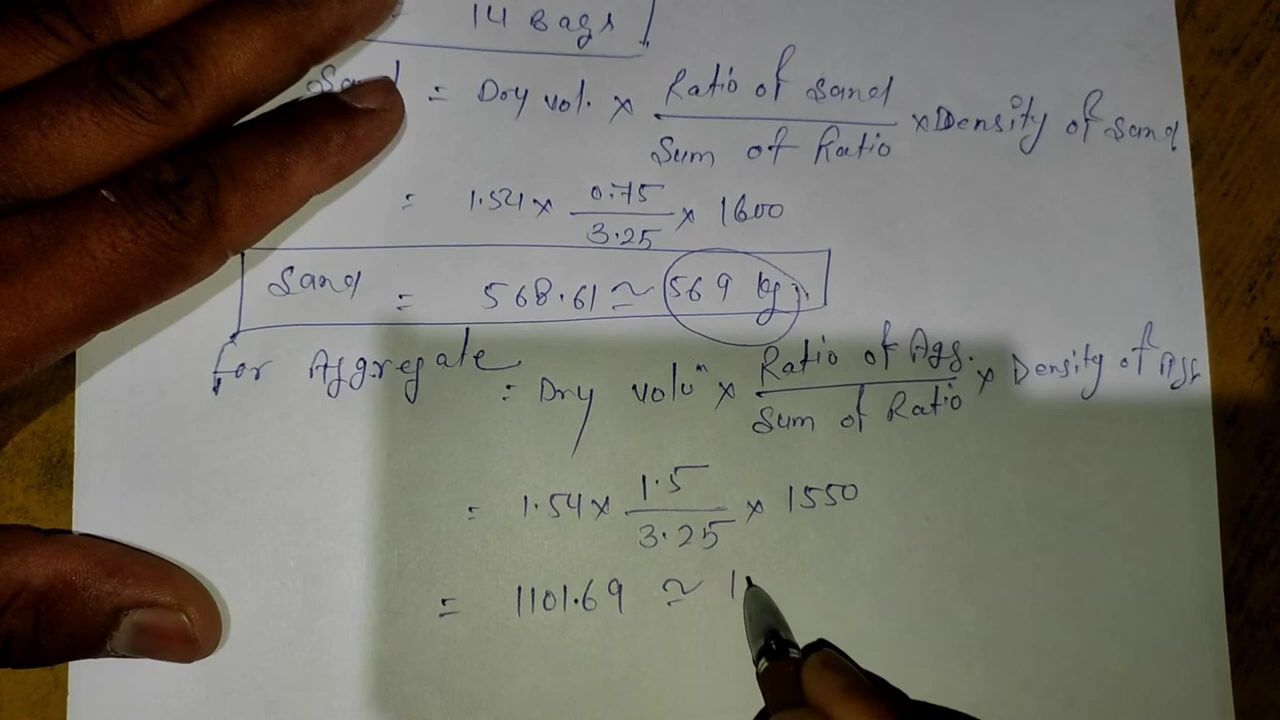 = 14 Bags
Sand = Dry vol. × Ratio of Sand / Sum of Ratio × Density of Sand
= 1.54 × 0.75 / 3.25 × 1600
Sand = 568.61 ≃ 569 kg.
for Aggregate = Dry volun × Ratio of Agg. / Sum of Ratio × Density of Agg
= 1.54 × 1.5 / 3.25 × 1550
= 1101.69 ≃ 1